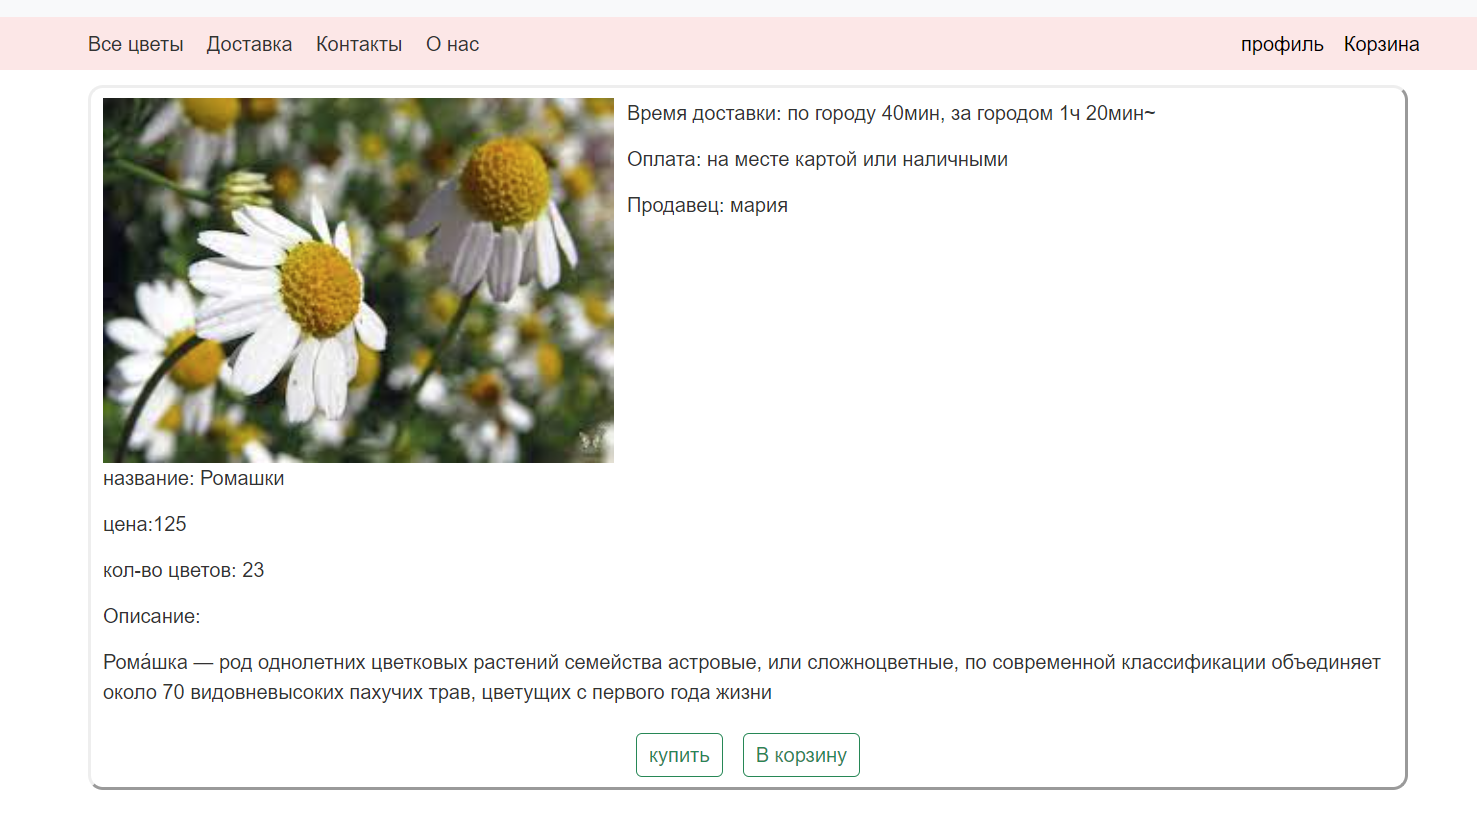 Все цветы Доставка Контакты О нас профиль Корзина
Время доставки: по городу 40мин, за городом 1ч 20мин~
Оплата: на месте картой или наличными
Продавец: мария
название: Ромашки
цена:125
кол-во цветов: 23
Описание:
Рома́шка — род однолетних цветковых растений семейства астровые, или сложноцветные, по современной классификации объединяет
около 70 видовневысоких пахучих трав, цветущих с первого года жизни
купить В корзину